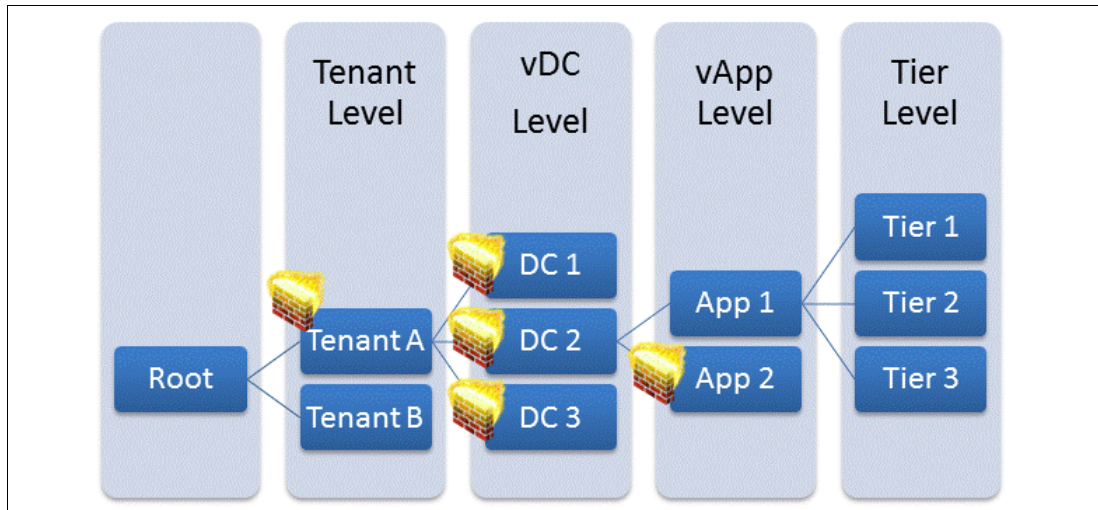 Tenant
Level
vDC
Level
vApp
Level
Tier
Level
Root
Tenant A
Tenant B
DC 1
DC 2
DC 3
App 1
App 2
Tier 1
Tier 2
Tier 3